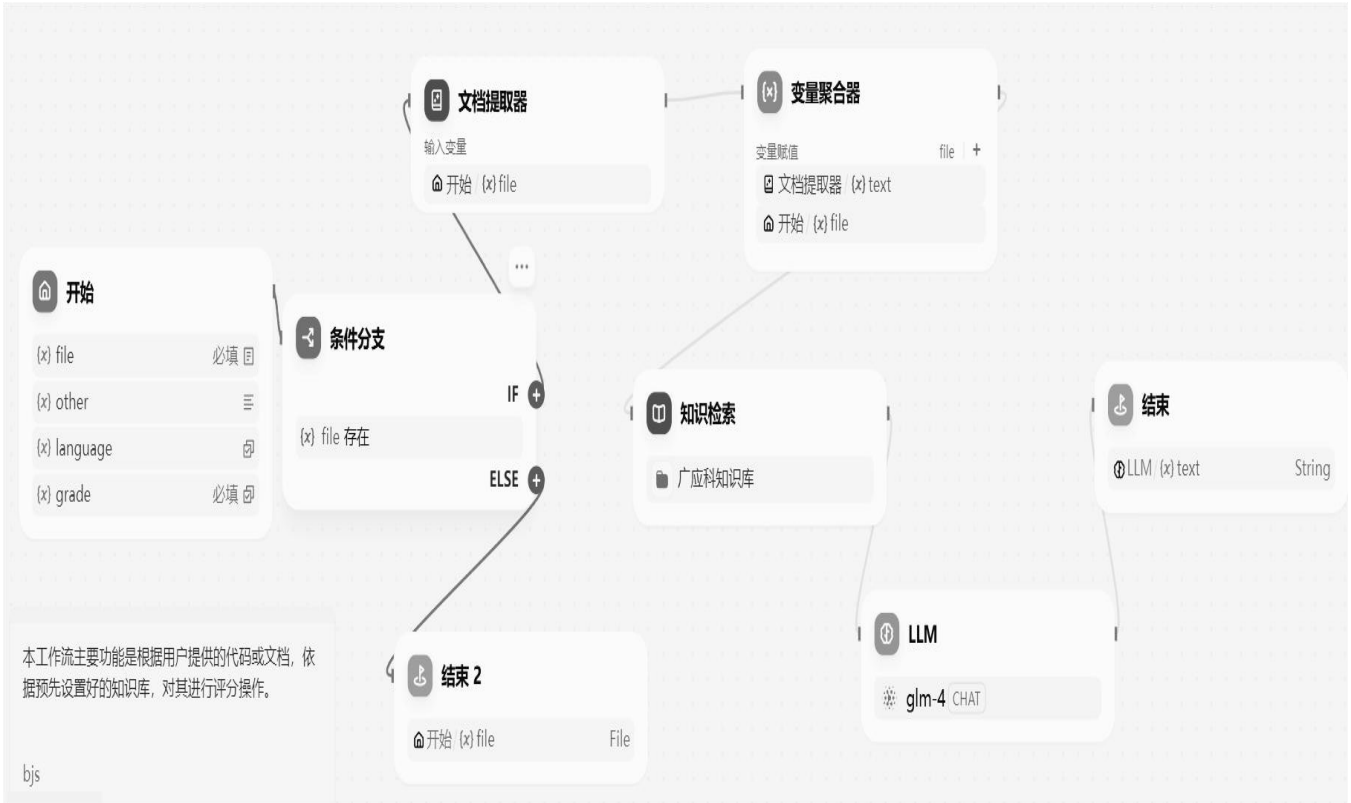 开始
{x} file 必填
{x} other
{x} language
{x} grade 必填
条件分支
IF
{x} file 存在
ELSE
文档提取器
输入变量
开始 / {x} file
变量聚合器
变量赋值 file +
文档提取器 / {x} text
开始 / {x} file
知识检索
广应科知识库
LLM
glm-4 CHAT
结束
LLM / {x} text String
结束 2
开始 / {x} file File
本工作流主要功能是根据用户提供的代码或文档，依
据预先设置好的知识库，对其进行评分操作。
bjs